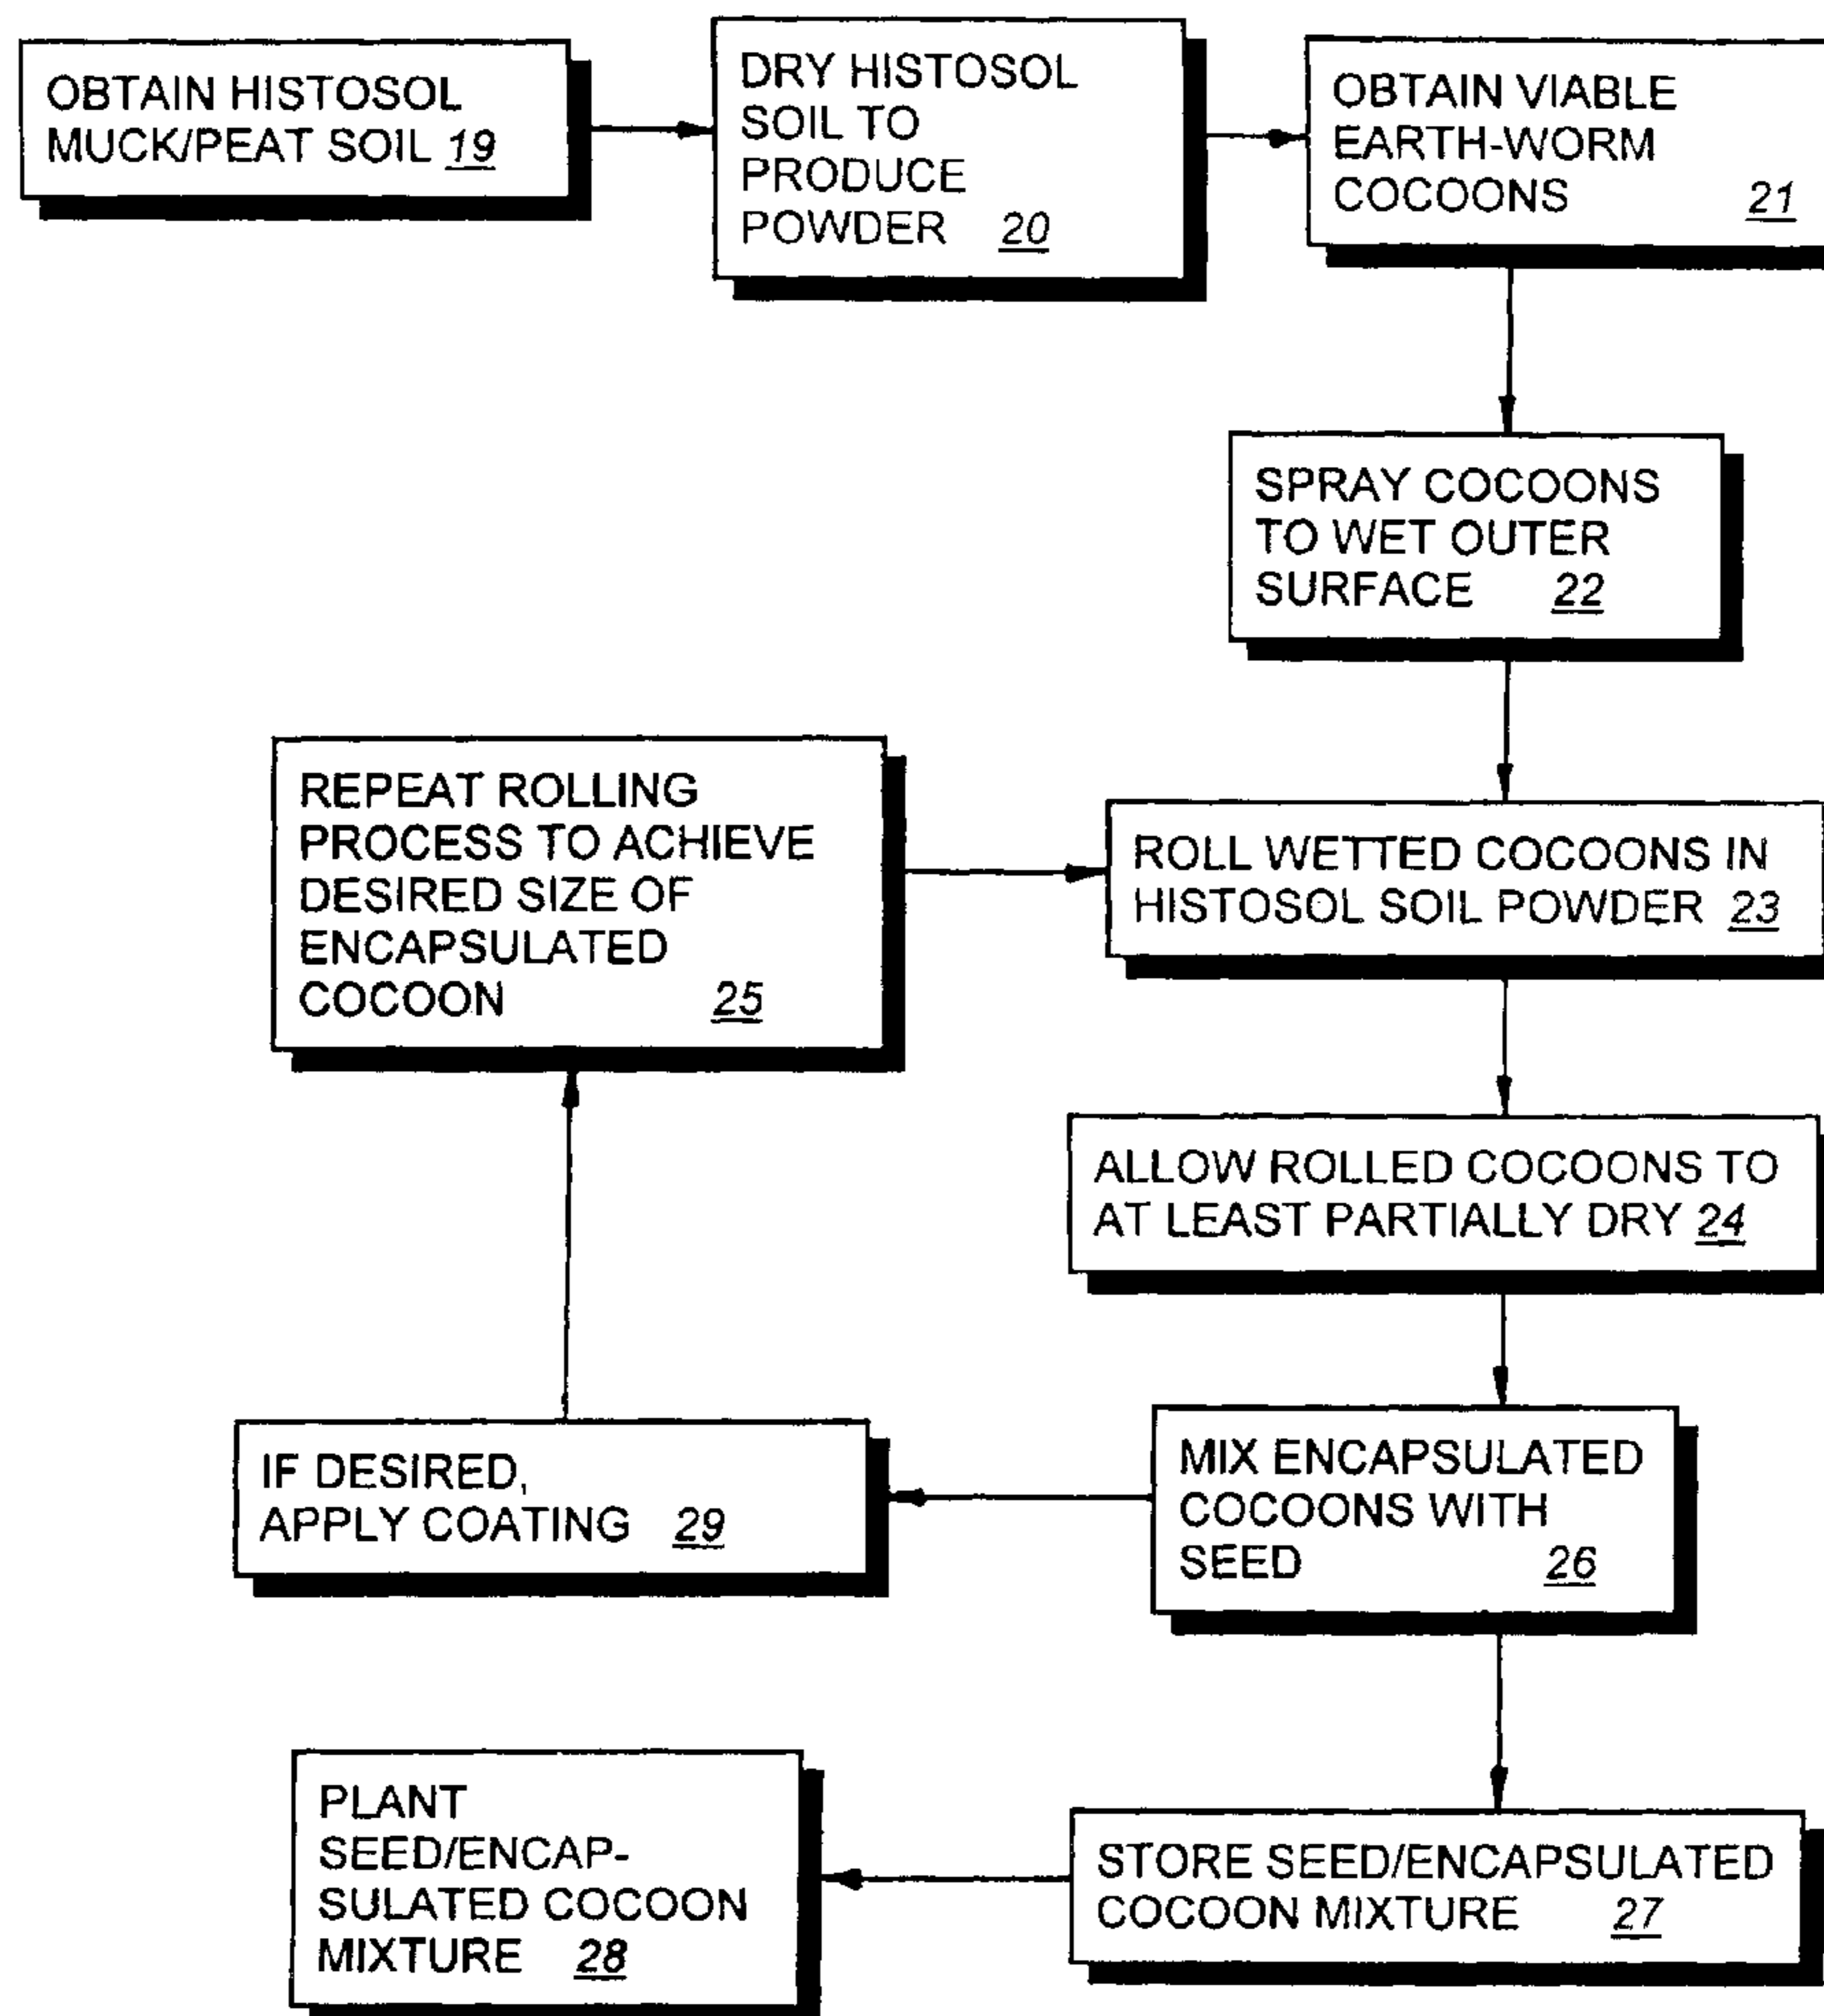 OBTAIN HISTOSOL
MUCK/PEAT SOIL 19
DRY HISTOSOL
SOIL TO
PRODUCE
POWDER 20
OBTAIN VIABLE
EARTH-WORM
COCOONS 21
SPRAY COCOONS
TO WET OUTER
SURFACE 22
REPEAT ROLLING
PROCESS TO ACHIEVE
DESIRED SIZE OF
ENCAPSULATED
COCOON 25
ROLL WETTED COCOONS IN
HISTOSOL SOIL POWDER 23
ALLOW ROLLED COCOONS TO
AT LEAST PARTIALLY DRY 24
IF DESIRED,
APPLY COATING 29
MIX ENCAPSULATED
COCOONS WITH
SEED 26
PLANT
SEED/ENCAP-
SULATED COCOON
MIXTURE 28
STORE SEED/ENCAPSULATED
COCOON MIXTURE 27